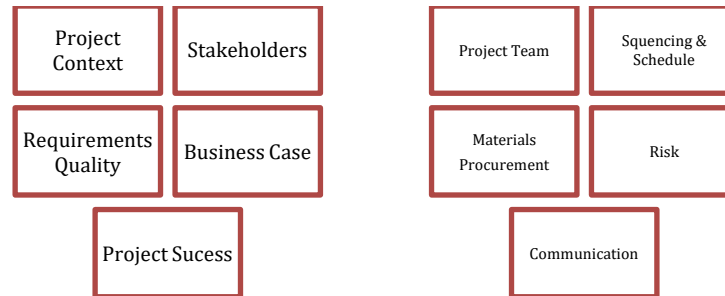 Project
Context
Stakeholders
Requirements
Quality
Business Case
Project Sucess
Project Team
Squencing &
Schedule
Materials
Procurement
Risk
Communication